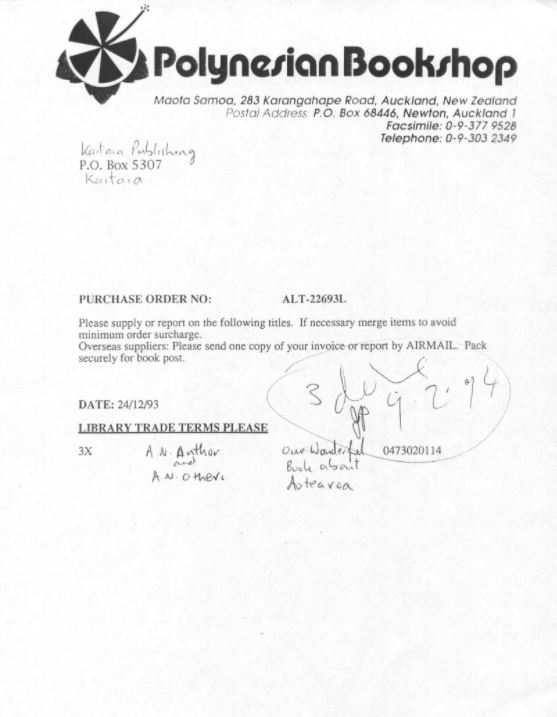 Polynesian Bookshop
Maota Samoa, 283 Karangahape Road, Auckland, New Zealand
Postal Address: P.O. Box 68446, Newton, Auckland 1
Facsimile: 0-9-377 9528
Telephone: 0-9-303 2349
Kaitaia Publishing
P.O. Box 5307
Kaitaia.
PURCHASE ORDER NO: ALT-22693L
Please supply or report on the following titles. If necessary merge items to avoid
minimum order surcharge.
Overseas suppliers: Please send one copy of your invoice or report by AIRMAIL. Pack
securely for book post.
3 9.2.94
DATE: 24/12/93
LIBRARY TRADE TERMS PLEASE
3X A.N. Author Our Wonderful 0473020114
and Book about
A.N. Other. Aotearoa